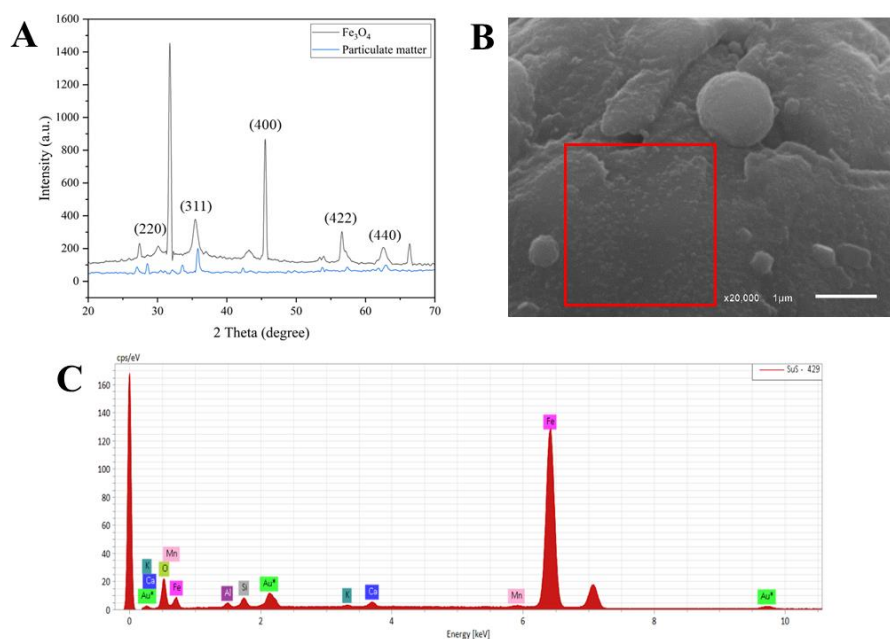 A
1600
1400
1200
1000
800
600
400
200
0
Intensity (a.u.)
Fe₃O₄
Particulate matter
(220)
(311)
(400)
(422)
(440)
20 30 40 50 60 70
2 Theta (degree)
B
x20,000 1μm
C
cps/eV
SuS - 429
160
140
120
100
80
60
40
20
0
K
Ca
Au*
Mn
O
Fe
Al
Si
Au*
K
Ca
Mn
Fe
Au*
0 2 4 6 8 10
Energy [keV]